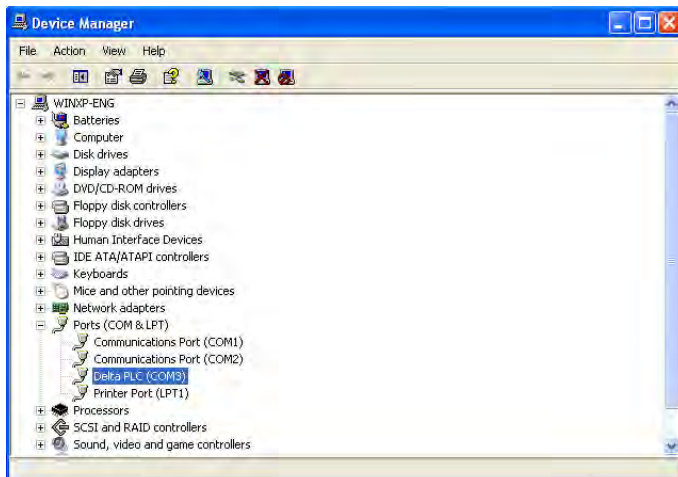 Device Manager
File Action View Help
WINXP-ENG
Batteries
Computer
Disk drives
Display adapters
DVD/CD-ROM drives
Floppy disk controllers
Floppy disk drives
Human Interface Devices
IDE ATA/ATAPI controllers
Keyboards
Mice and other pointing devices
Network adapters
Ports (COM & LPT)
Communications Port (COM1)
Communications Port (COM2)
Delta PLC (COM3)
Printer Port (LPT1)
Processors
SCSI and RAID controllers
Sound, video and game controllers